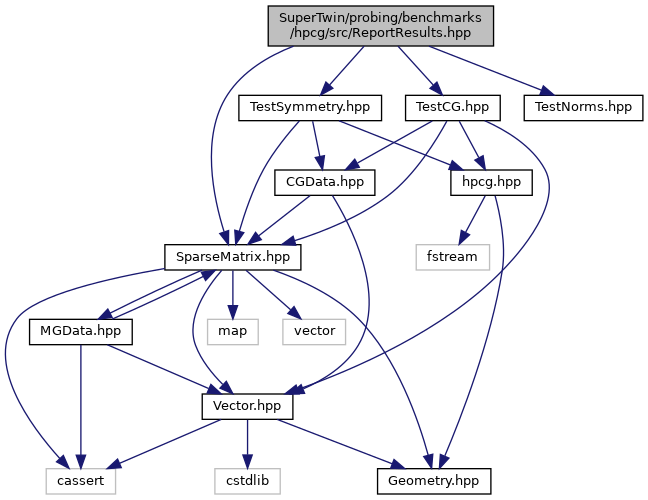 SuperTwin/probing/benchmarks
/hpcg/src/ReportResults.hpp
TestSymmetry.hpp
TestCG.hpp
TestNorms.hpp
CGData.hpp
hpcg.hpp
SparseMatrix.hpp
fstream
MGData.hpp
map
vector
Vector.hpp
cassert
cstdlib
Geometry.hpp